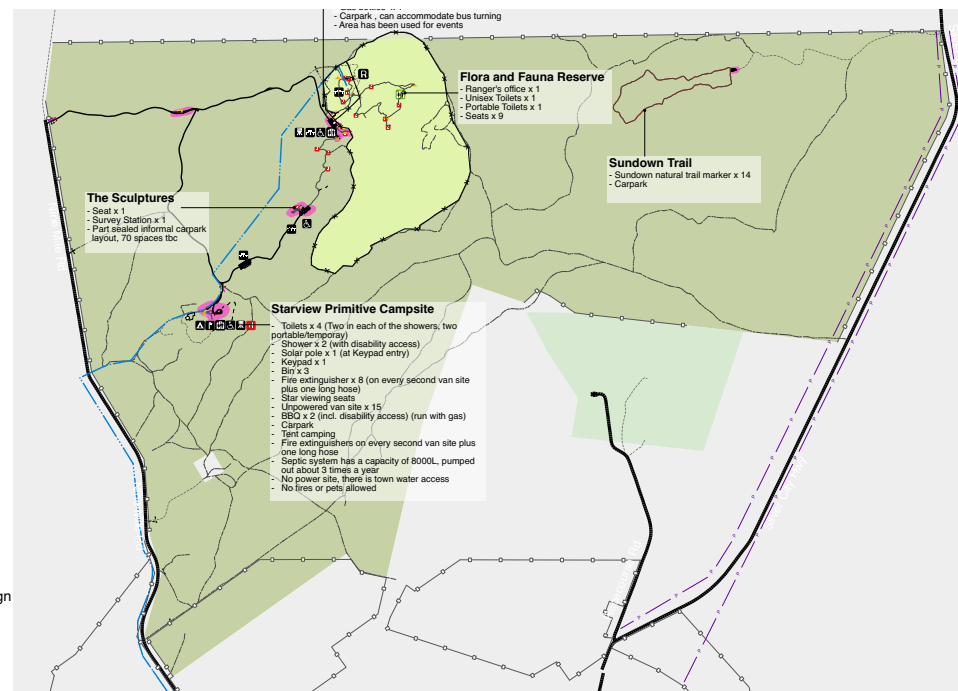 - Carpark , can accommodate bus turning
- Area has been used for events
Flora and Fauna Reserve
- Ranger's office x 1
- Unisex Toilets x 1
- Portable Toilets x 1
- Seats x 9
Sundown Trail
- Sundown natural trail marker x 14
- Carpark
The Sculptures
- Seat x 1
- Survey Station x 1
- Part sealed informal carpark
layout, 70 spaces tbc
Starview Primitive Campsite
- Toilets x 4 (Two in each of the showers, two
portable/temporay)
- Shower x 2 (with disability access)
- Solar pole x 1 (at Keypad entry)
- Keypad x 1
- Bin x 3
- Fire extinguisher x 8 (on every second van site
plus one long hose)
- Star viewing seats
- Unpowered van site x 15
- BBQ x 2 (incl. disability access) (run with gas)
- Carpark
- Tent camping
- Fire extinguishers on every second van site plus
one long hose
- Septic system has a capacity of 8000L, pumped
out about 3 times a year
- No power site, there is town water access
- No fires or pets allowed
gn